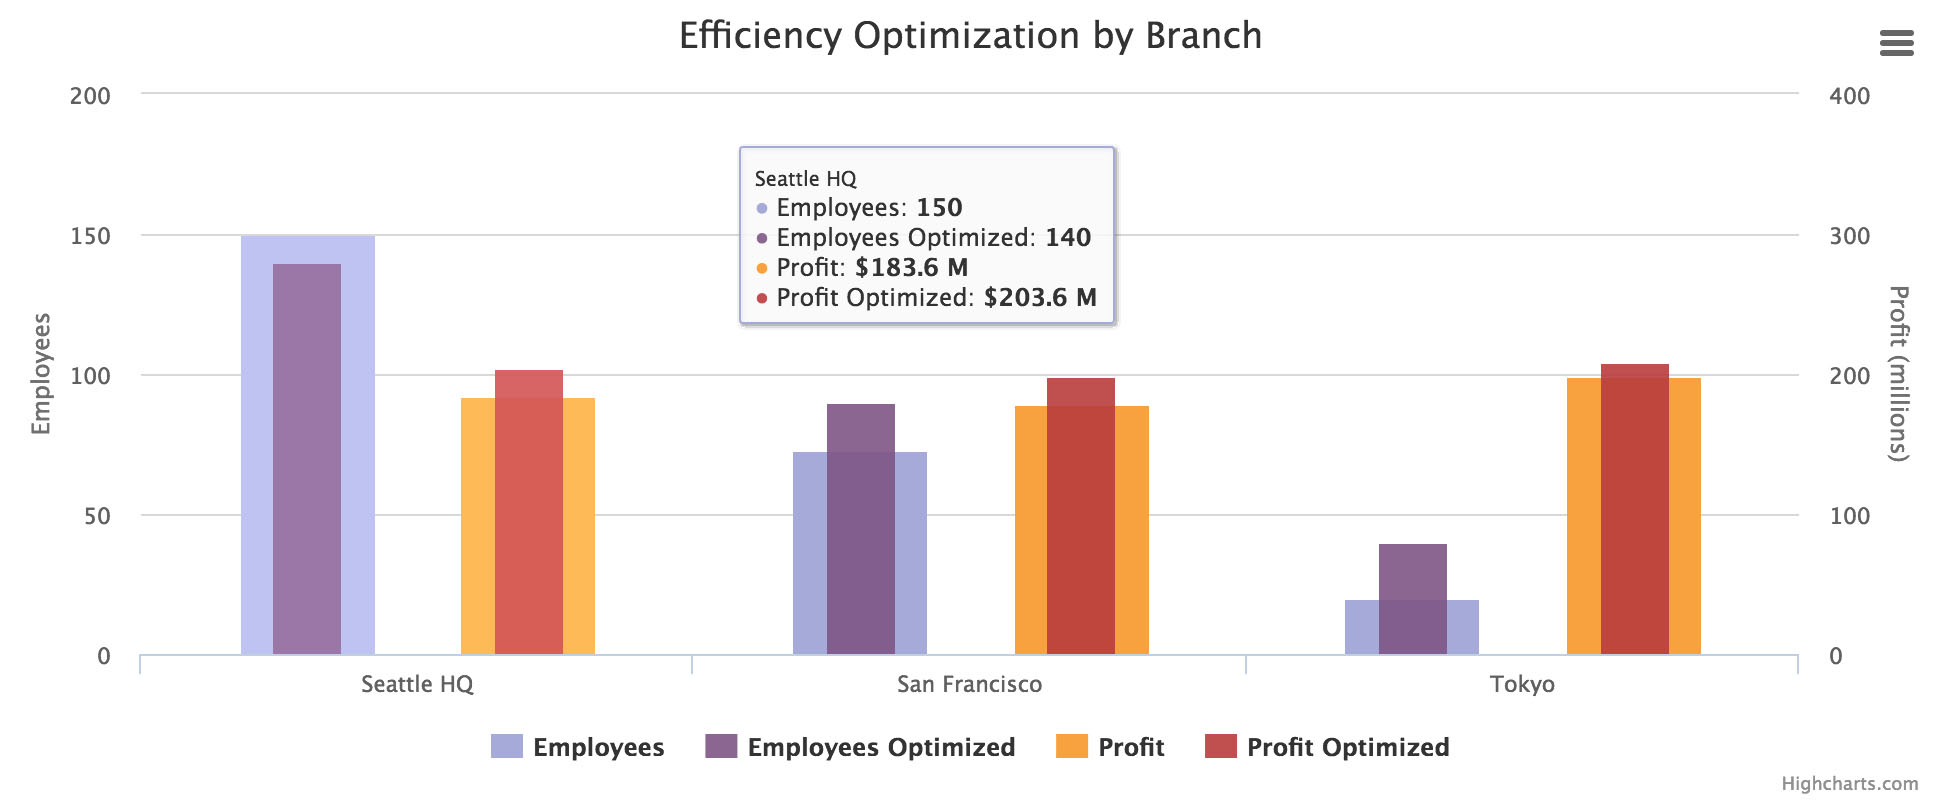 Efficiency Optimization by Branch
200
400
Seattle HQ
Employees: 150
Employees Optimized: 140
Profit: $183.6 M
Profit Optimized: $203.6 M
150
300
100
200
50
100
0
0
Employees
Profit (millions)
Seattle HQ
San Francisco
Tokyo
Employees
Employees Optimized
Profit
Profit Optimized
Highcharts.com